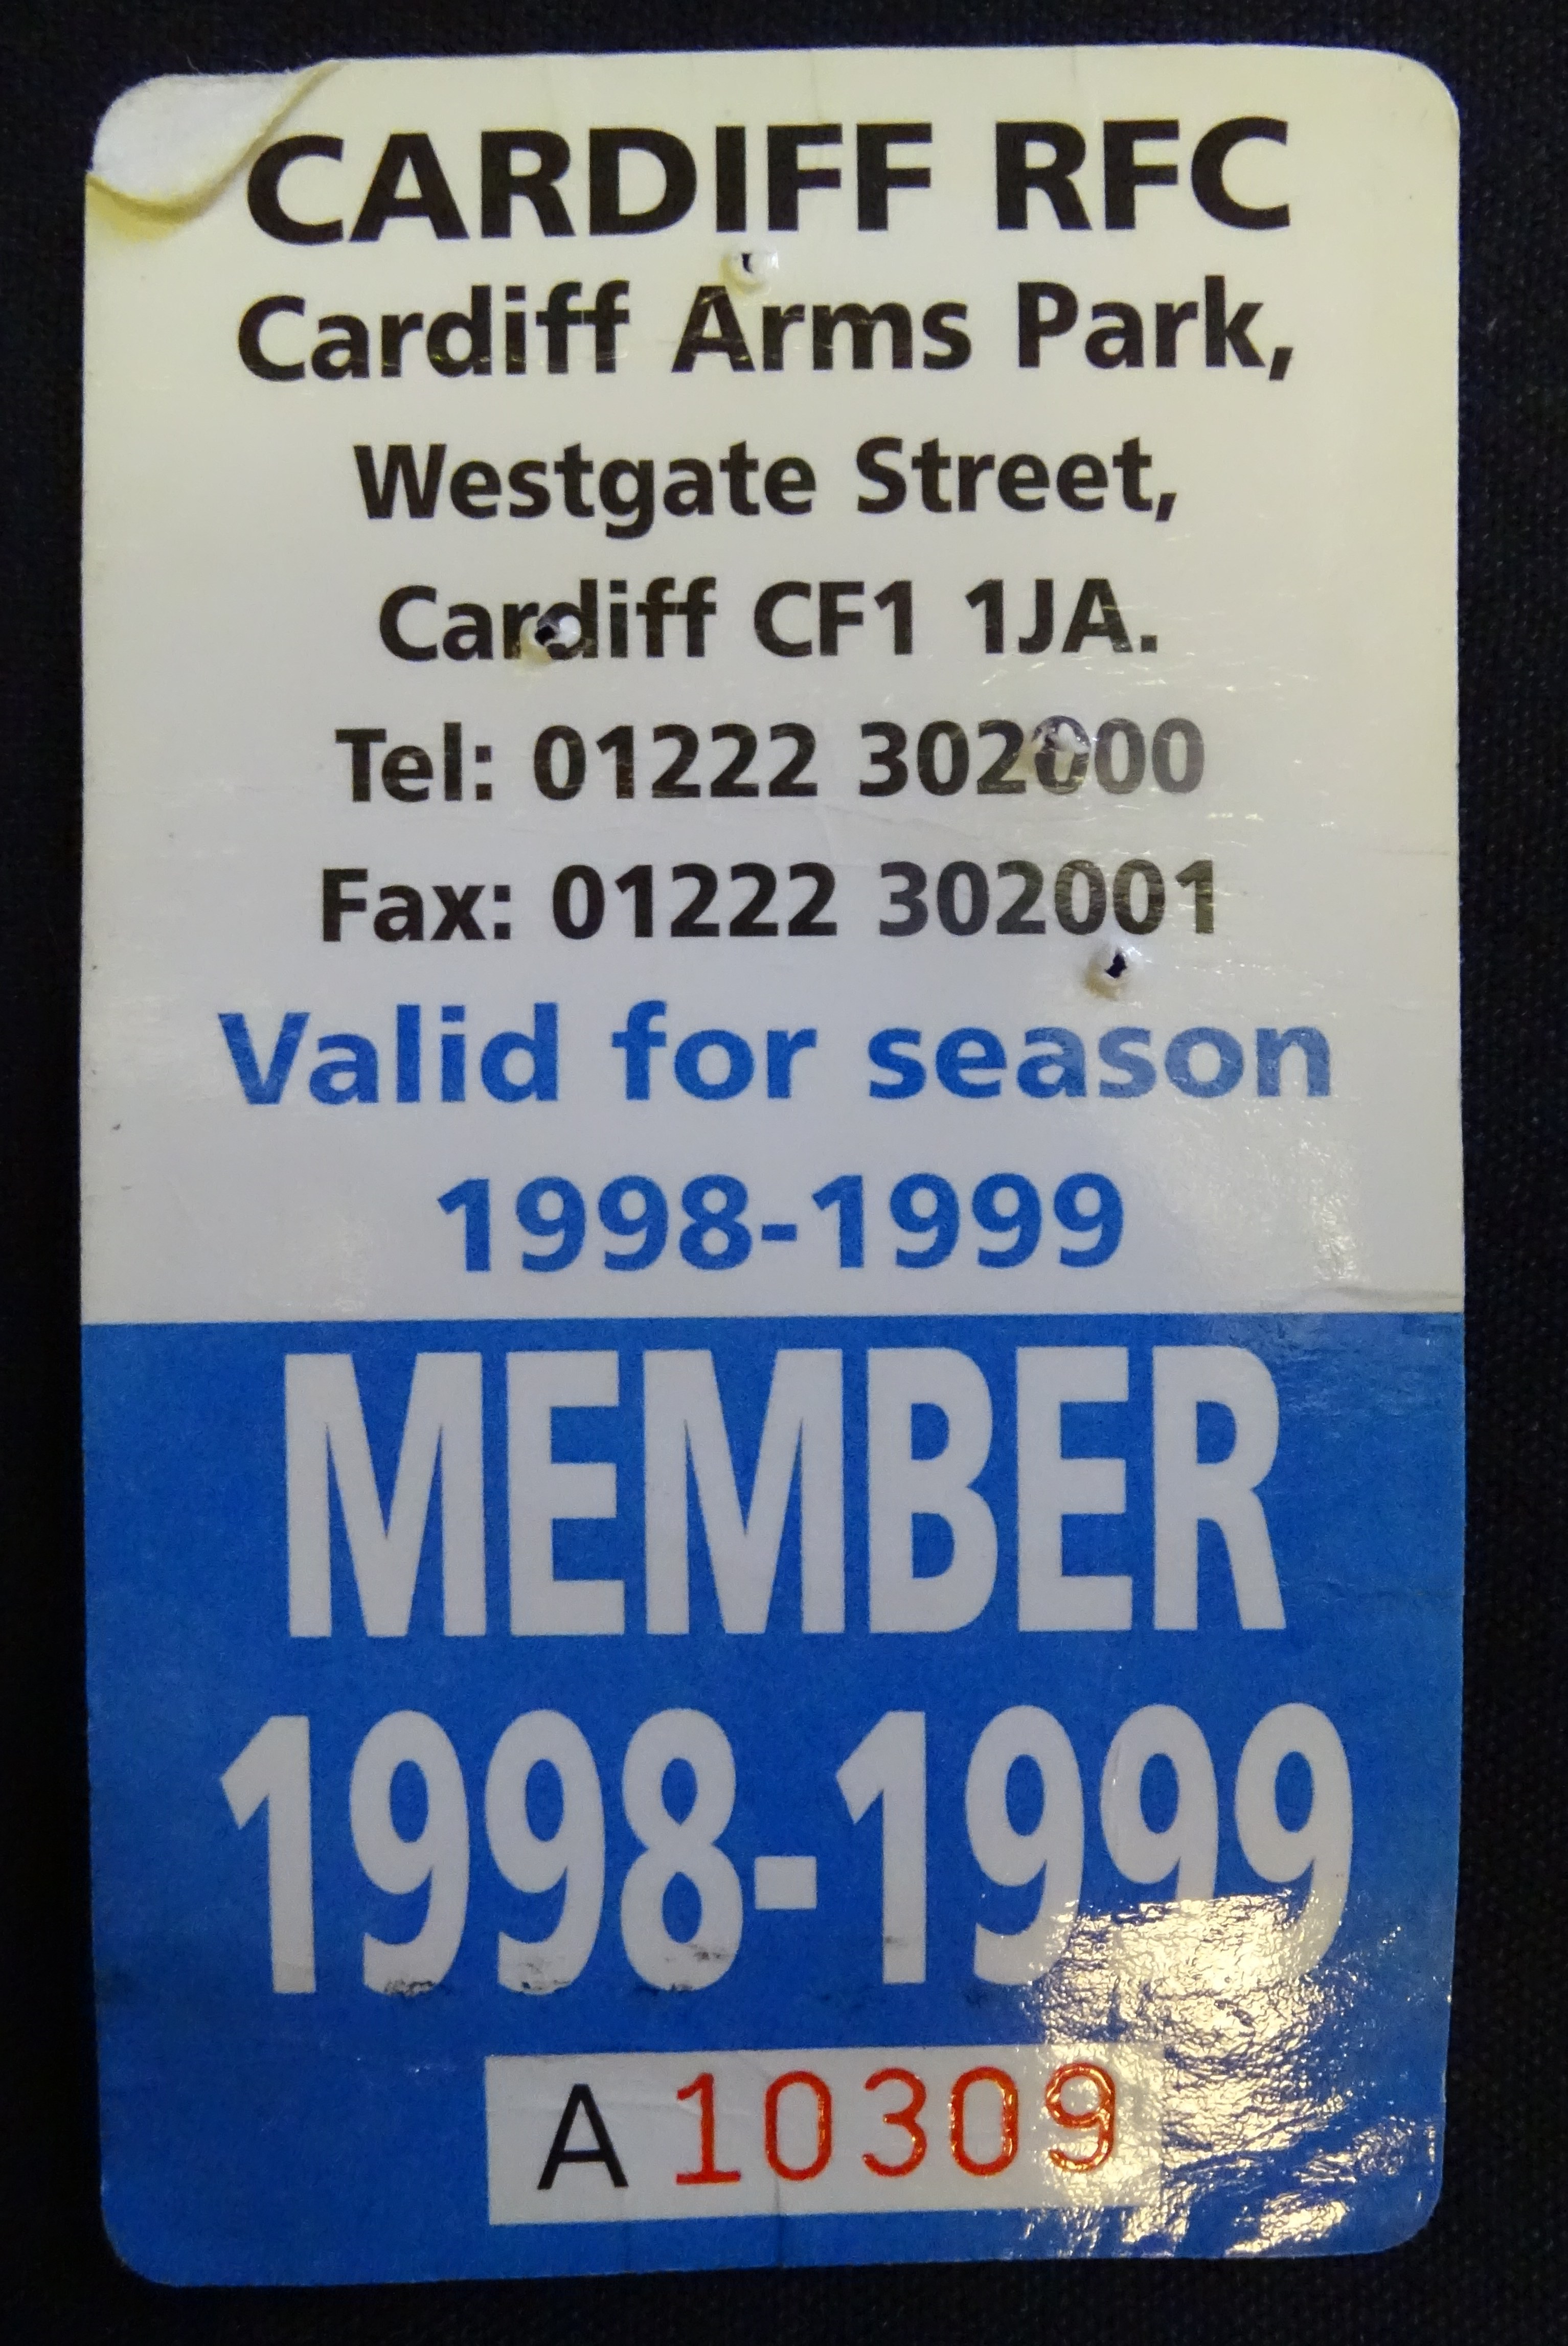 CARDIFF RFC
Cardiff Arms Park,
Westgate Street,
Cardiff CF1 1JA.
Tel: 01222 302000
Fax: 01222 302001
Valid for season
1998-1999
MEMBER
1998-1999
A 10309